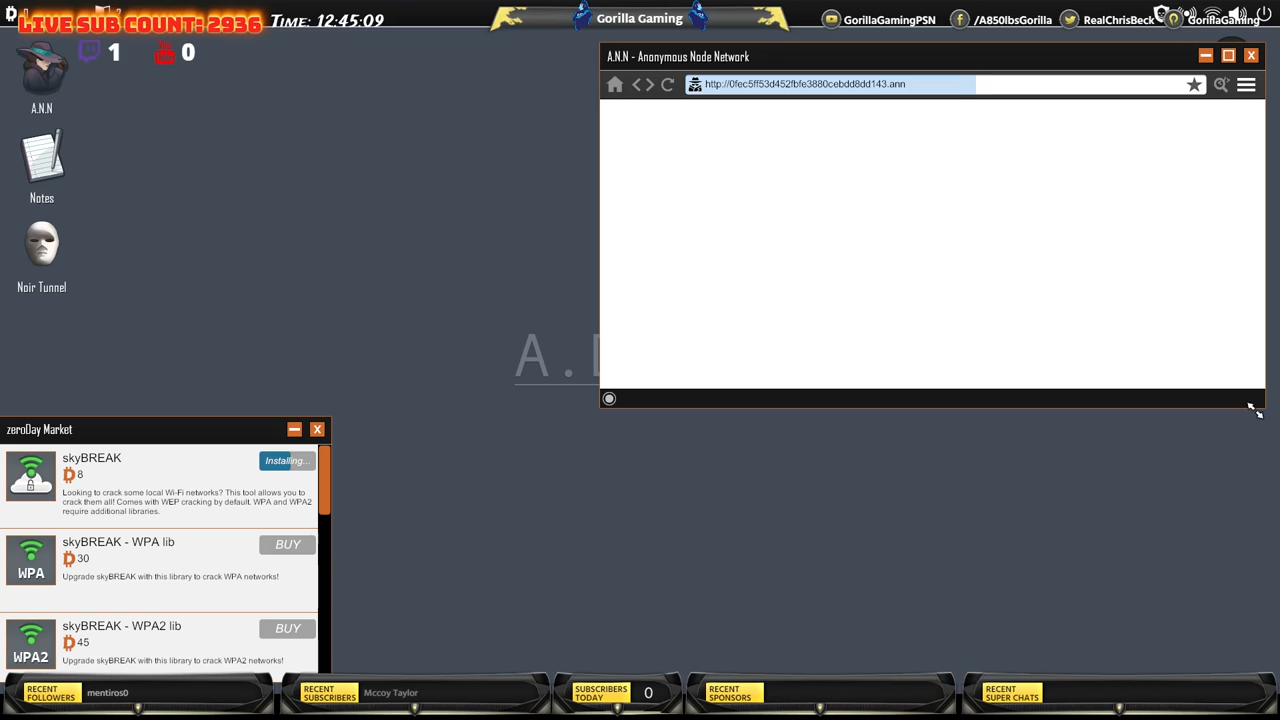 LIVE SUB COUNT: 2936
TIME: 12:45:09
Gorilla Gaming
GorillaGamingPSN
/A850lbsGorilla
RealChrisBeck
GorillaGaming
1
0
A.N.N
Notes
Noir Tunnel
A.N.N - Anonymous Node Network
http://0fec5ff53d452fbfe3880cebdd8dd143.ann
A.
zeroDay Market
skyBREAK
8
Installing...
Looking to crack some local Wi-Fi networks? This tool allows you to
crack them all! Comes with WEP cracking by default. WPA and WPA2
require additional libraries.
WPA
skyBREAK - WPA lib
30
BUY
Upgrade skyBREAK with this library to crack WPA networks!
WPA2
skyBREAK - WPA2 lib
45
BUY
Upgrade skyBREAK with this library to crack WPA2 networks!
RECENT
FOLLOWERS
mentiros0
RECENT
SUBSCRIBERS
Mccoy Taylor
SUBSCRIBERS
TODAY
0
RECENT
SPONSORS
RECENT
SUPER CHATS